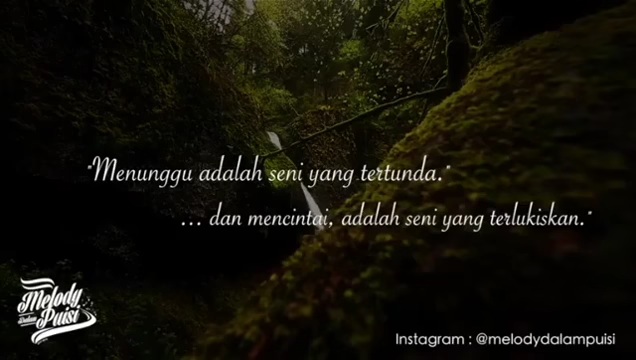 "Menunggu adalah seni yang tertunda."
... dan mencintai, adalah seni yang terlukiskan."
Melody
Dalam
Puisi
Instagram : @melodydalampuisi